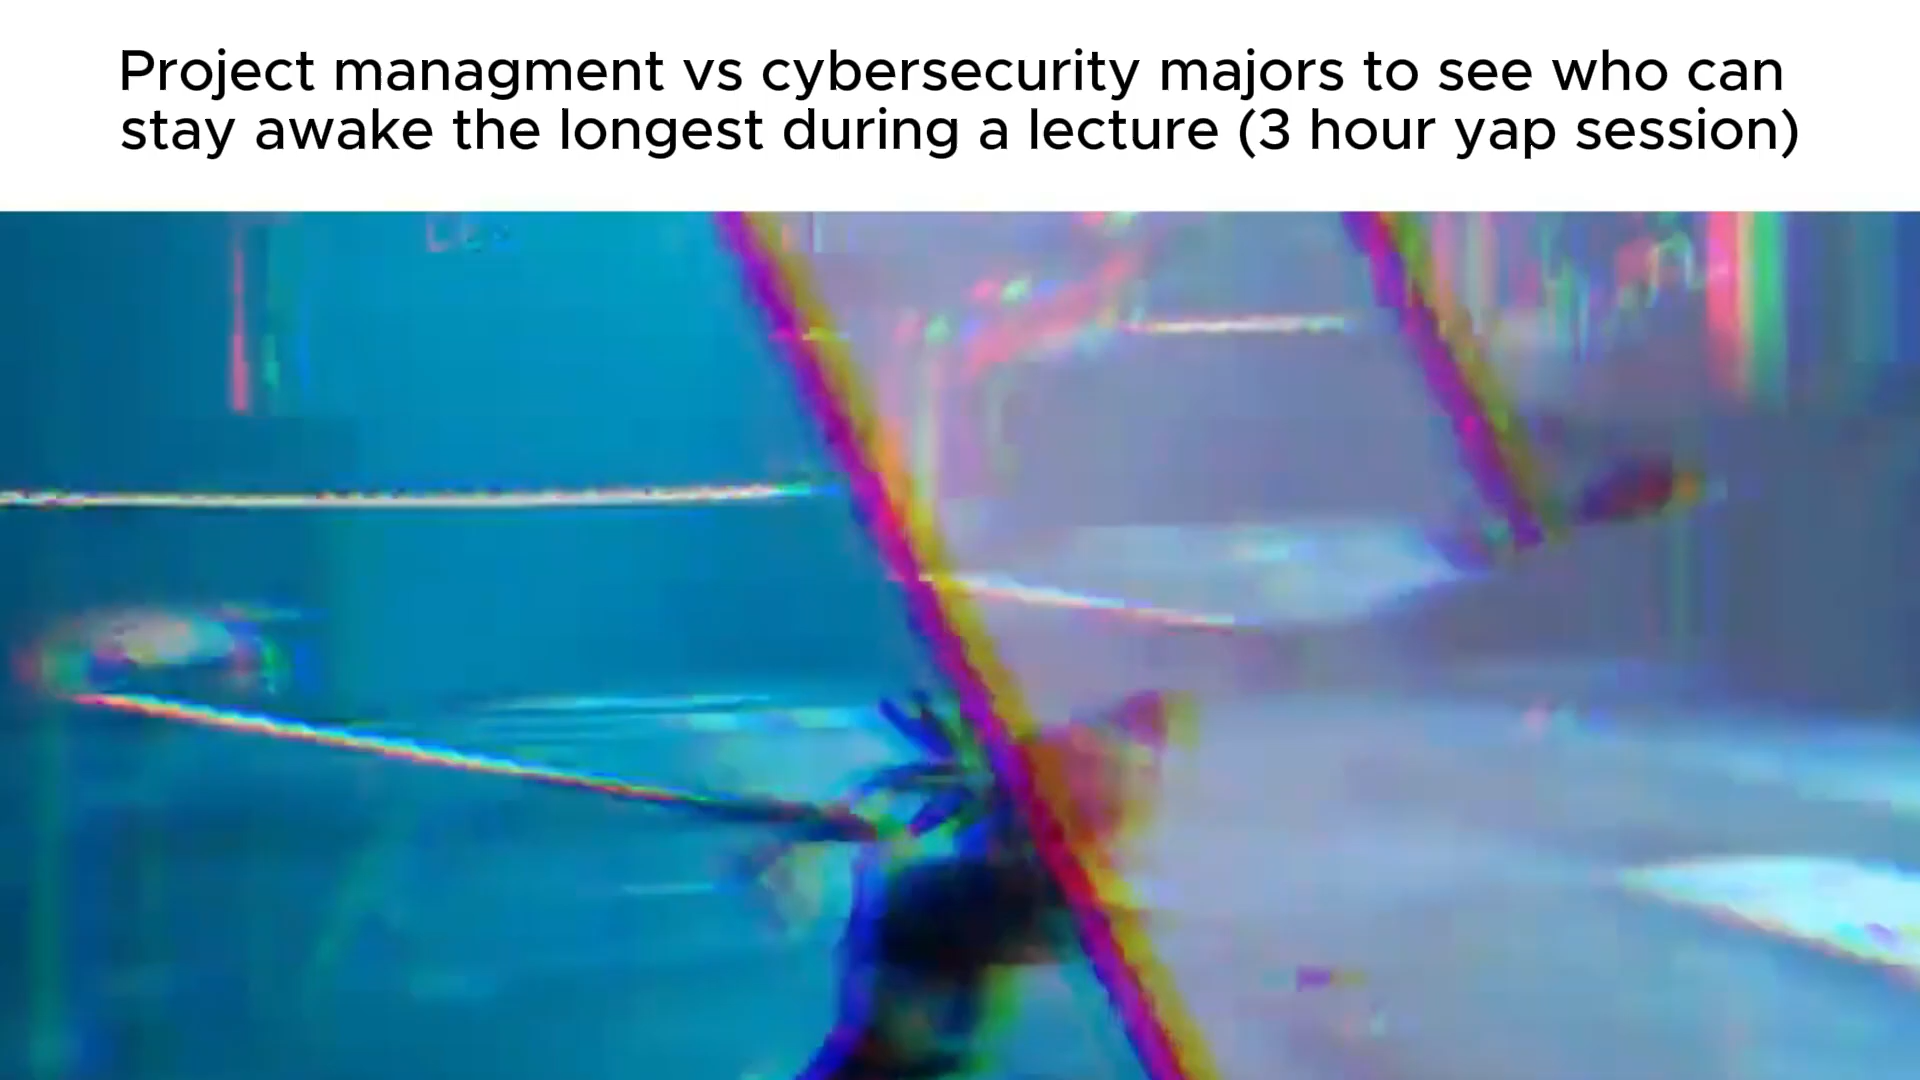 Project managment vs cybersecurity majors to see who can
stay awake the longest during a lecture (3 hour yap session)